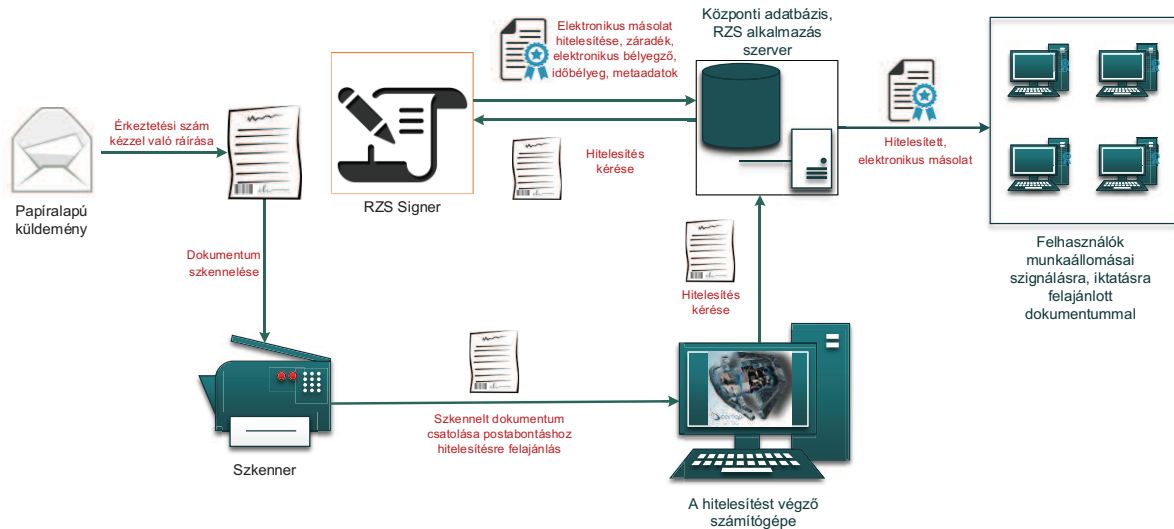 Elektronikus másolat
hitelesítése, záradék,
elektronikus bélyegző,
időbélyeg, metaadatok
Központi adatbázis,
RZS alkalmazás
szerver
Érkeztetési szám
kézzel való ráírása
Hitelesítés
kérése
Hitelesített,
elektronikus másolat
Papíralapú
küldemény
RZS Signer
Dokumentum
szkennelése
Hitelesítés
kérése
Felhasználók
munkaállomásai
szignálásra, iktatásra
felajánlott
dokumentummal
Szkennelt dokumentum
csatolása postabontáshoz
hitelesítésre felajánlás
Szkenner
A hitelesítést végző
számítógépe